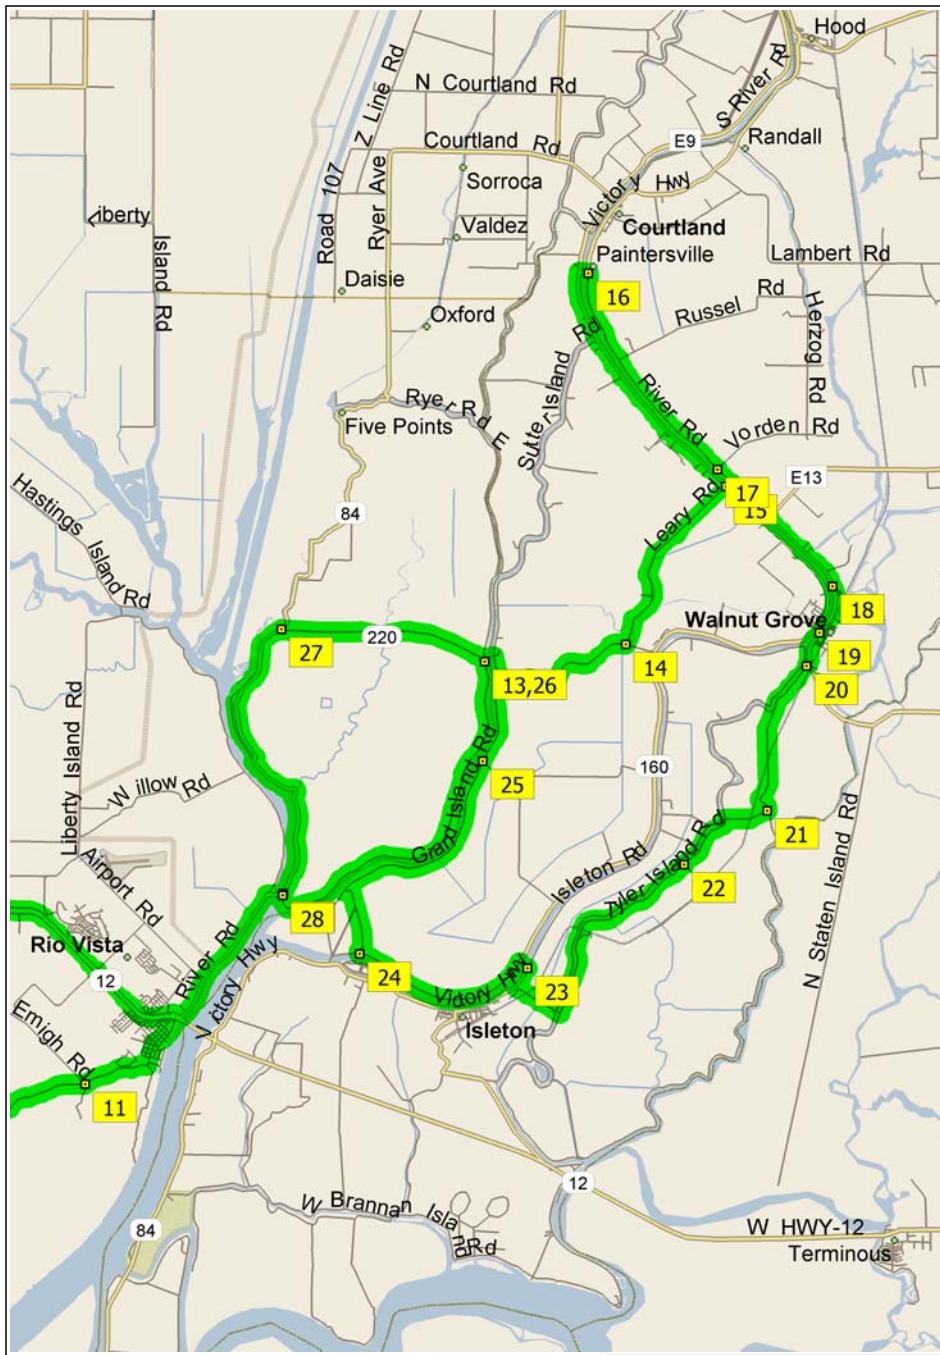 Hood
N Courtland Rd
Z Line Rd
S River Rd
Courtland Rd
E9
Randall
Road 107
Ryer Ave
Sorroca
Victory Hwy
Liberty Island Rd
Valdez
Courtland
Paintersville
Lambert Rd
Daisie
16
Russel Rd
Herzog Rd
Oxford
Sutter Island Rd
River Rd
Ryer Rd E
Five Points
Vorden Rd
Hastings Island Rd
84
Leary Rd
17
E13
15
18
Walnut Grove
220
27
13,26
14
19
20
Liberty Island Rd
Willow Rd
Grand Island Rd
25
160
N Staten Island Rd
21
Airport Rd
Isleton Rd
Tyler Island Rd
22
28
Rio Vista
River Rd
Victory Hwy
24
12
Victory Hwy
23
Isleton
Emigh Rd
11
12
W Brannan Island Rd
84
W HWY-12
Terminous